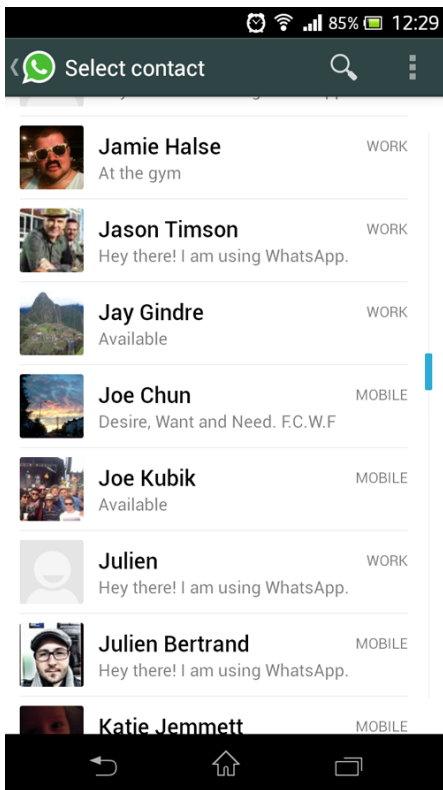 85% 12:29
Select contact
Jamie Halse WORK
At the gym
Jason Timson WORK
Hey there! I am using WhatsApp.
Jay Gindre WORK
Available
Joe Chun MOBILE
Desire, Want and Need. F.C.W.F
Joe Kubik MOBILE
Available
Julien WORK
Hey there! I am using WhatsApp.
Julien Bertrand MOBILE
Hey there! I am using WhatsApp.
Katie Jemmett MOBILE